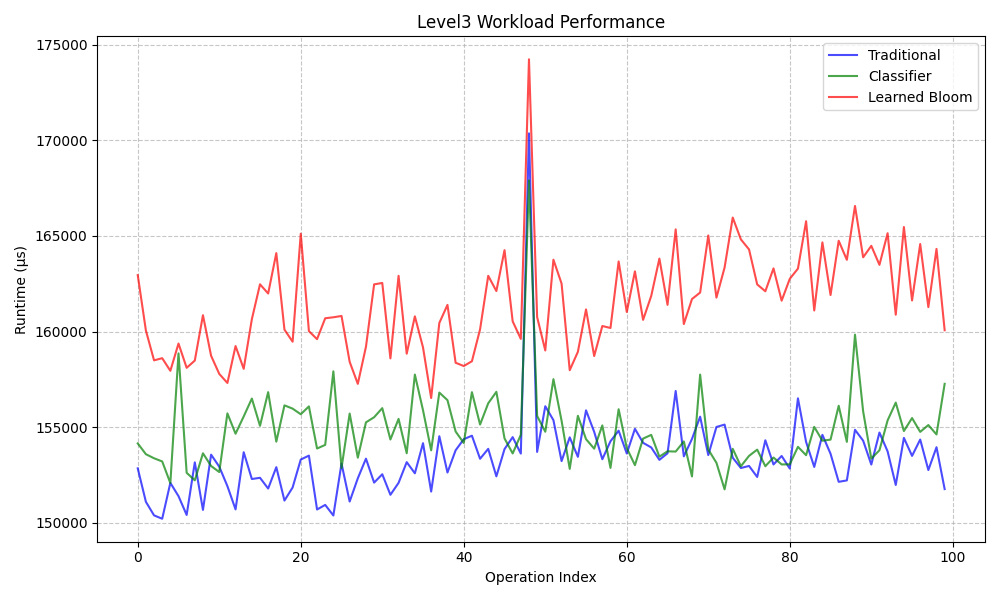 Level3 Workload Performance
Traditional
Classifier
Learned Bloom
Runtime (µs)
175000
170000
165000
160000
155000
150000
0 20 40 60 80 100
Operation Index